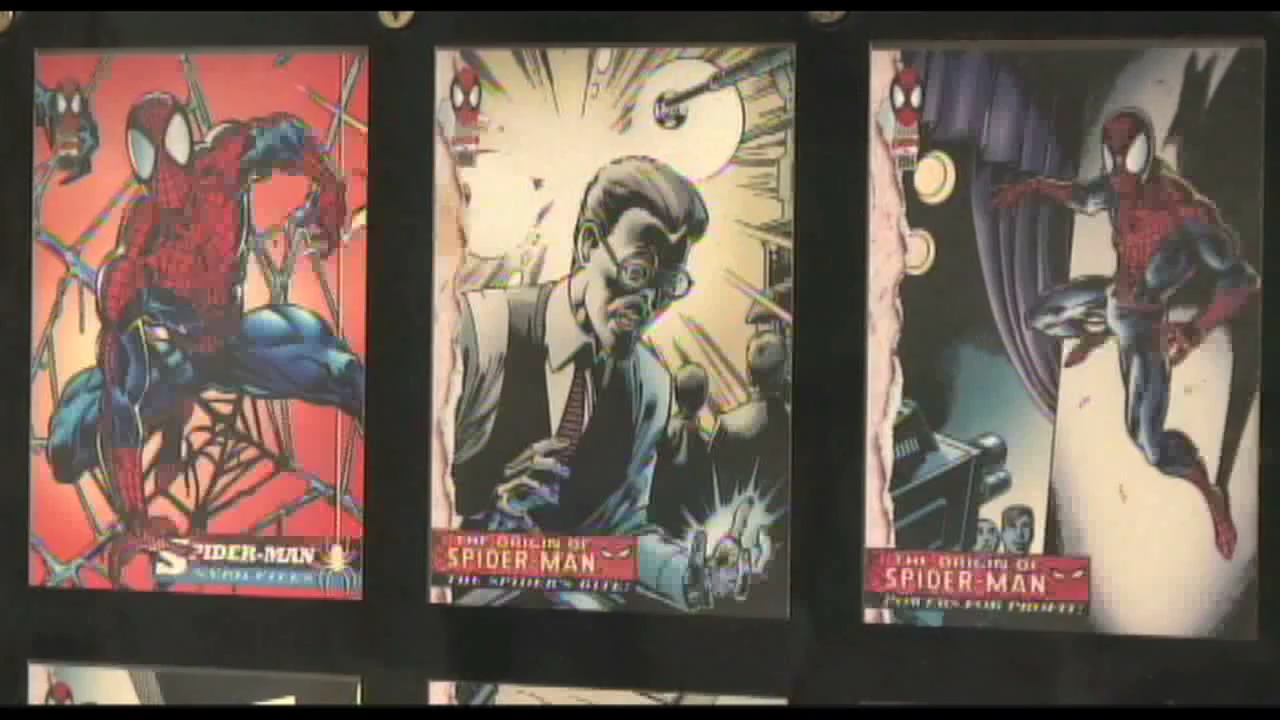 SPIDER-MAN
THE ORIGIN OF
SPIDER-MAN
THE SPIDER'S BITE!
THE ORIGIN OF
SPIDER-MAN
POWERS FOR PROFIT!